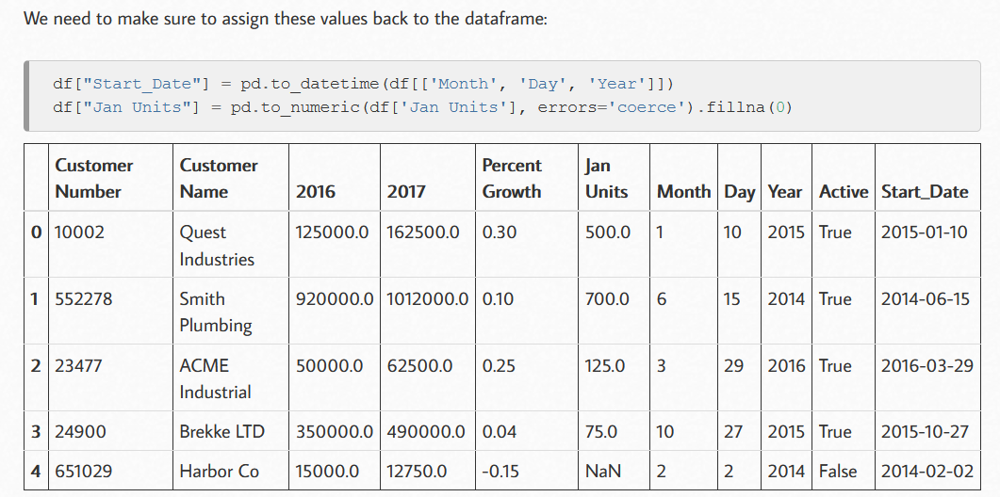 We need to make sure to assign these values back to the dataframe:
df["Start_Date"] = pd.to_datetime(df[['Month', 'Day', 'Year']])
df["Jan Units"] = pd.to_numeric(df['Jan Units'], errors='coerce').fillna(0)
Customer Number Customer Name 2016 2017 Percent Growth Jan Units Month Day Year Active Start_Date
0 10002 Quest Industries 125000.0 162500.0 0.30 500.0 1 10 2015 True 2015-01-10
1 552278 Smith Plumbing 920000.0 1012000.0 0.10 700.0 6 15 2014 True 2014-06-15
2 23477 ACME Industrial 50000.0 62500.0 0.25 125.0 3 29 2016 True 2016-03-29
3 24900 Brekke LTD 350000.0 490000.0 0.04 75.0 10 27 2015 True 2015-10-27
4 651029 Harbor Co 15000.0 12750.0 -0.15 NaN 2 2 2014 False 2014-02-02